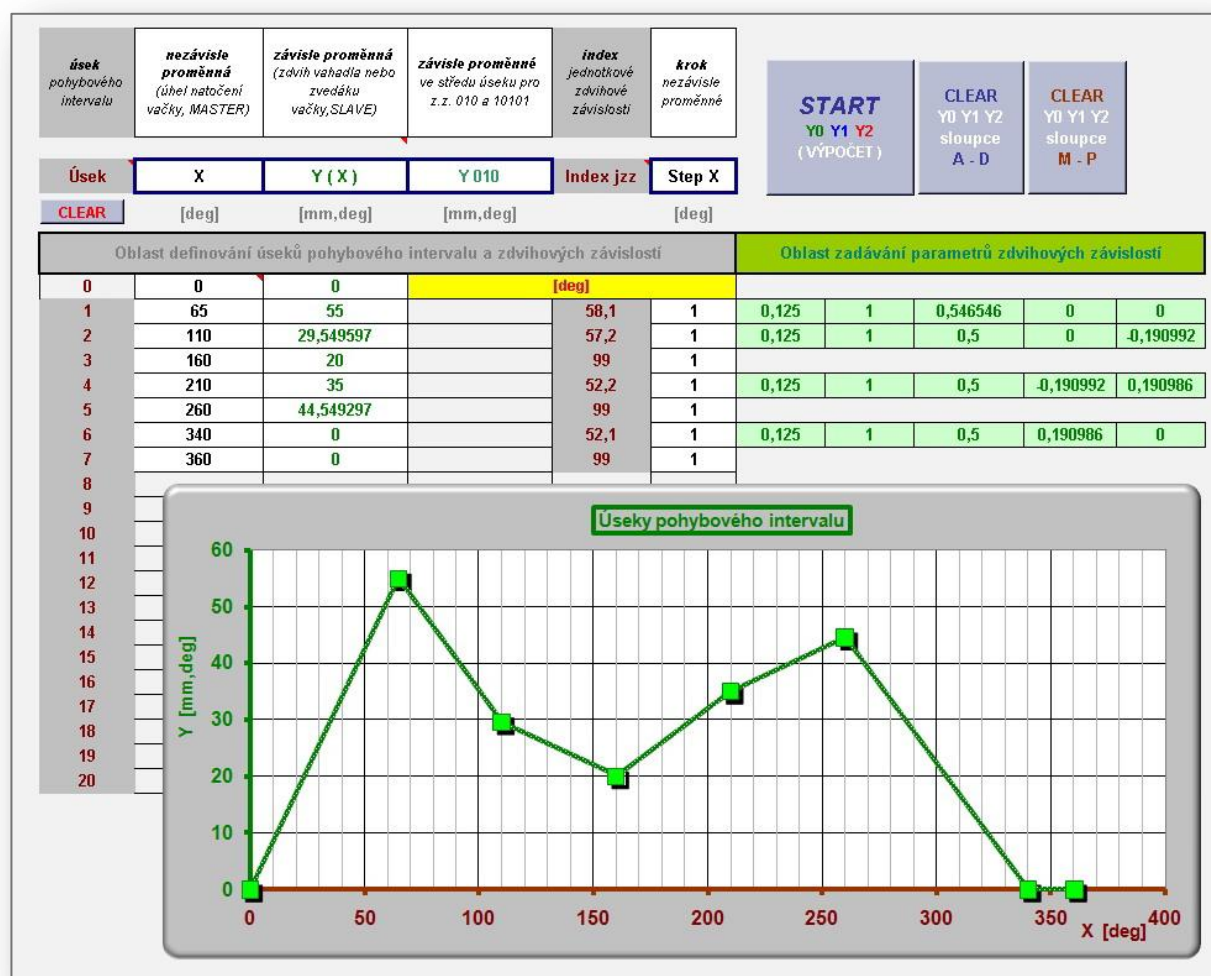 úsek
pohybového
intervalu
nezávisle
proměnná
(úhel natočení
vačky, MASTER)
závisle proměnná
(zdvih vahadla nebo
zvedáku
vačky,SLAVE)
závisle proměnné
ve středu úseku pro
z.z. 010 a 10101
index
jednotkové
zdvihové
závislosti
krok
nezávisle
proměnné
START
Y0 Y1 Y2
( VÝPOČET )
CLEAR
Y0 Y1 Y2
sloupce
A - D
CLEAR
Y0 Y1 Y2
sloupce
M - P
Úsek X Y ( X ) Y 010 Index jzz Step X
CLEAR [deg] [mm,deg] [mm,deg] [deg]
Oblast definování úseků pohybového intervalu a zdvihových závislostí Oblast zadávání parametrů zdvihových závislostí
0 0 0 [deg]
1 65 55 58,1 1 0,125 1 0,546546 0 0
2 110 29,549597 57,2 1 0,125 1 0,5 0 -0,190992
3 160 20 99 1
4 210 35 52,2 1 0,125 1 0,5 -0,190992 0,190986
5 260 44,549297 99 1
6 340 0 52,1 1 0,125 1 0,5 0,190986 0
7 360 0 99 1
8
9
10
11
12
13
14
15
16
17
18
19
20
Úseky pohybového intervalu
60
50
40
30
20
10
0
Y [mm,deg]
0 50 100 150 200 250 300 350 400
X [deg]